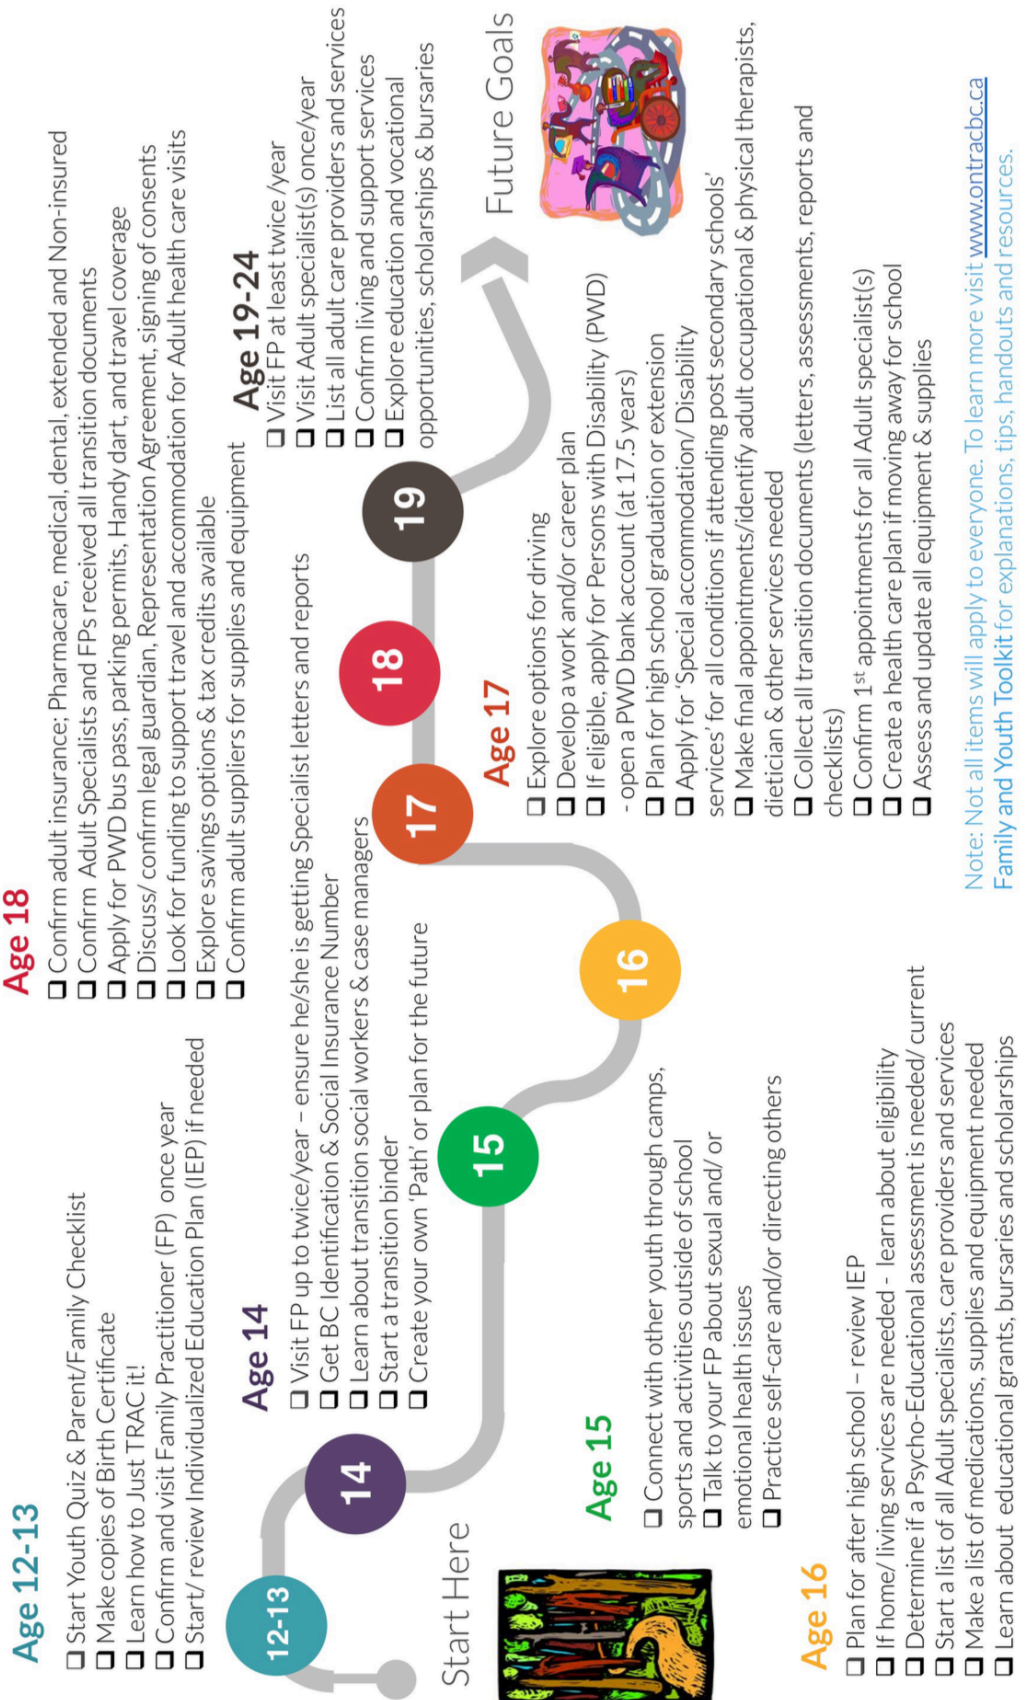 Age 12-13
❑ Start Youth Quiz & Parent/Family Checklist
❑ Make copies of Birth Certificate
❑ Learn how to Just TRAC it!
❑ Confirm and visit Family Practitioner (FP) once year
❑ Start/ review Individualized Education Plan (IEP) if needed
12-13
Start Here
Age 14
❑ Visit FP up to twice/year – ensure he/she is getting Specialist letters and reports
❑ Get BC Identification & Social Insurance Number
❑ Learn about transition social workers & case managers
❑ Start a transition binder
❑ Create your own 'Path' or plan for the future
14
Age 15
❑ Connect with other youth through camps,
sports and activities outside of school
❑ Talk to your FP about sexual and/ or
emotional health issues
❑ Practice self-care and/or directing others
15
Age 16
❑ Plan for after high school – review IEP
❑ If home/ living services are needed - learn about eligibility
❑ Determine if a Psycho-Educational assessment is needed/ current
❑ Start a list of all Adult specialists, care providers and services
❑ Make a list of medications, supplies and equipment needed
❑ Learn about educational grants, bursaries and scholarships
16
Age 17
❑ Explore options for driving
❑ Develop a work and/or career plan
❑ If eligible, apply for Persons with Disability (PWD)
- open a PWD bank account (at 17.5 years)
❑ Plan for high school graduation or extension
❑ Apply for 'Special accommodation/ Disability
services' for all conditions if attending post secondary schools'
❑ Make final appointments/identify adult occupational & physical therapists,
dietician & other services needed
❑ Collect all transition documents (letters, assessments, reports and
checklists)
❑ Confirm 1st appointments for all Adult specialist(s)
❑ Create a health care plan if moving away for school
❑ Assess and update all equipment & supplies
17
Age 18
❑ Confirm adult insurance; Pharmacare, medical, dental, extended and Non-insured
❑ Confirm Adult Specialists and FPs received all transition documents
❑ Apply for PWD bus pass, parking permits, Handy dart, and travel coverage
❑ Discuss/ confirm legal guardian, Representation Agreement, signing of consents
❑ Look for funding to support travel and accommodation for Adult health care visits
❑ Explore savings options & tax credits available
❑ Confirm adult suppliers for supplies and equipment
18
Age 19-24
❑ Visit FP at least twice /year
❑ Visit Adult specialist(s) once/year
❑ List all adult care providers and services
❑ Confirm living and support services
❑ Explore education and vocational
opportunities, scholarships & bursaries
19
Future Goals
Note: Not all items will apply to everyone. To learn more visit www.ontracbc.ca
Family and Youth Toolkit for explanations, tips, handouts and resources.